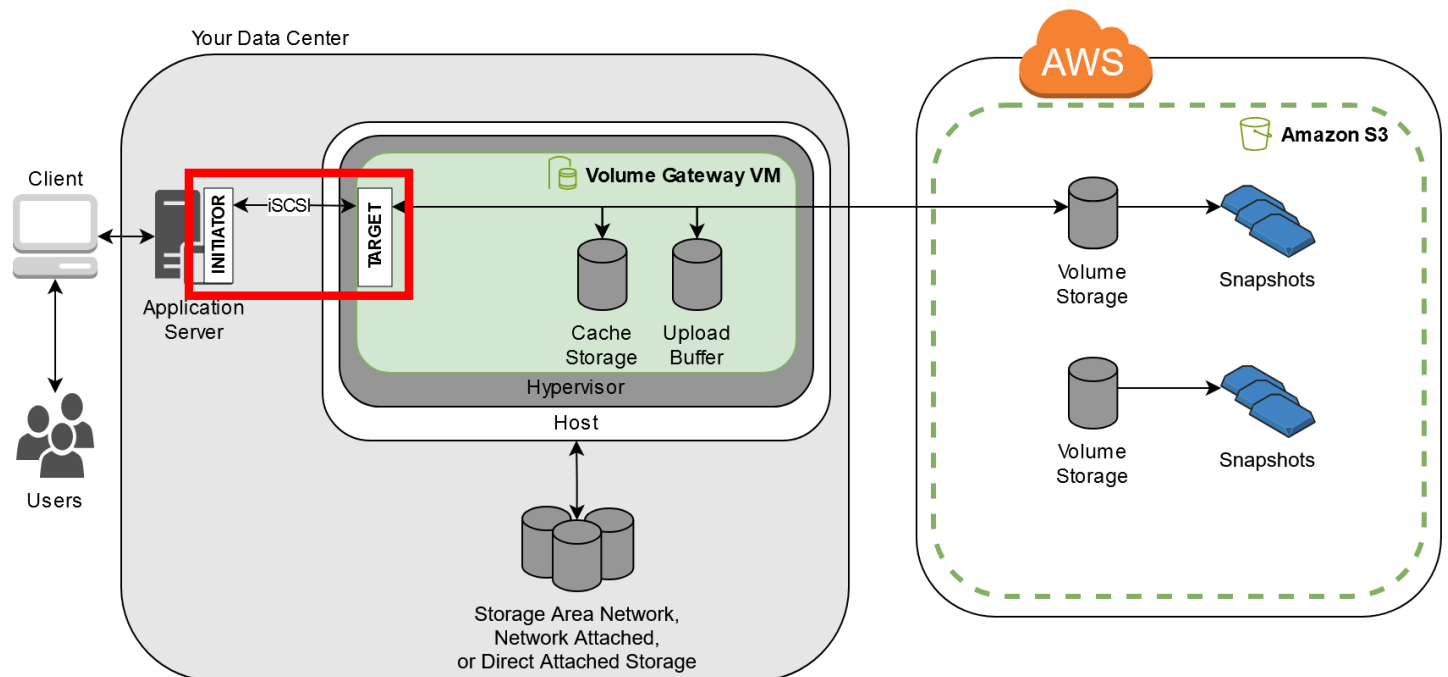 Your Data Center
AWS
Amazon S3
Client
INITIATOR
iSCSI
TARGET
Volume Gateway VM
Application
Server
Cache
Storage
Upload
Buffer
Hypervisor
Host
Users
Storage Area Network,
Network Attached,
or Direct Attached Storage
Volume
Storage
Snapshots
Volume
Storage
Snapshots